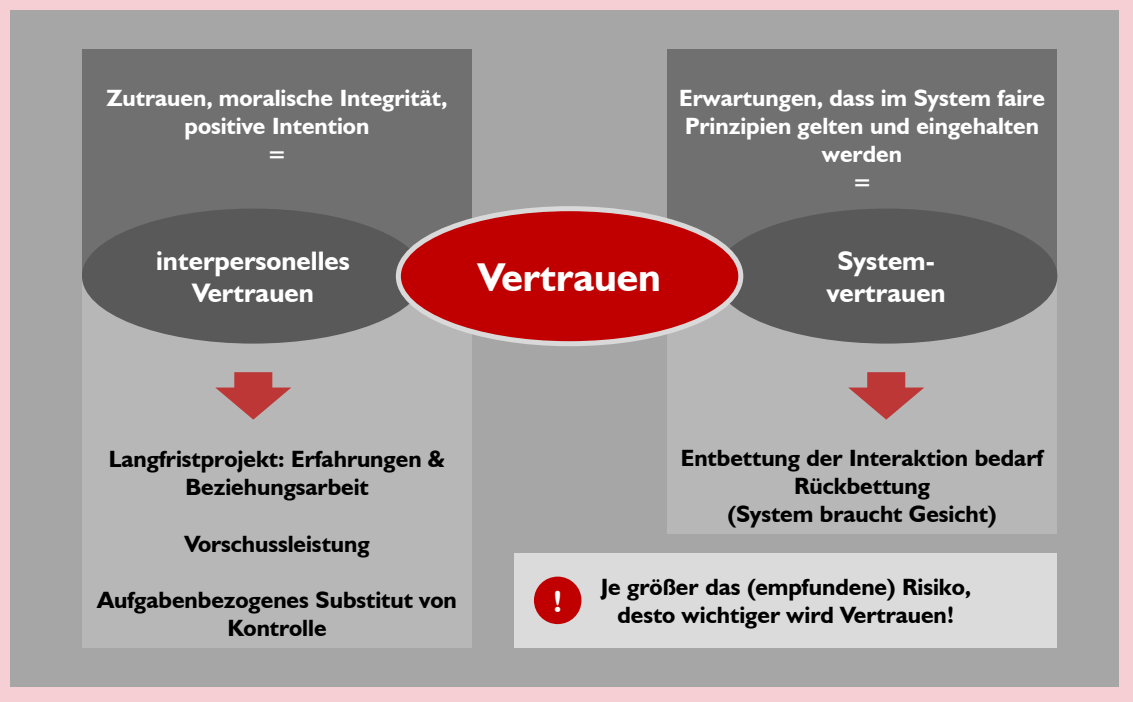 Zutrauen, moralische Integrität,
positive Intention
=
interpersonelles
Vertrauen
Langfristprojekt: Erfahrungen &
Beziehungsarbeit
Vorschussleistung
Aufgabenbezogenes Substitut von
Kontrolle
Vertrauen
Erwartungen, dass im System faire
Prinzipien gelten und eingehalten
werden
=
System-
vertrauen
Entbettung der Interaktion bedarf
Rückbettung
(System braucht Gesicht)
!
Je größer das (empfundene) Risiko,
desto wichtiger wird Vertrauen!